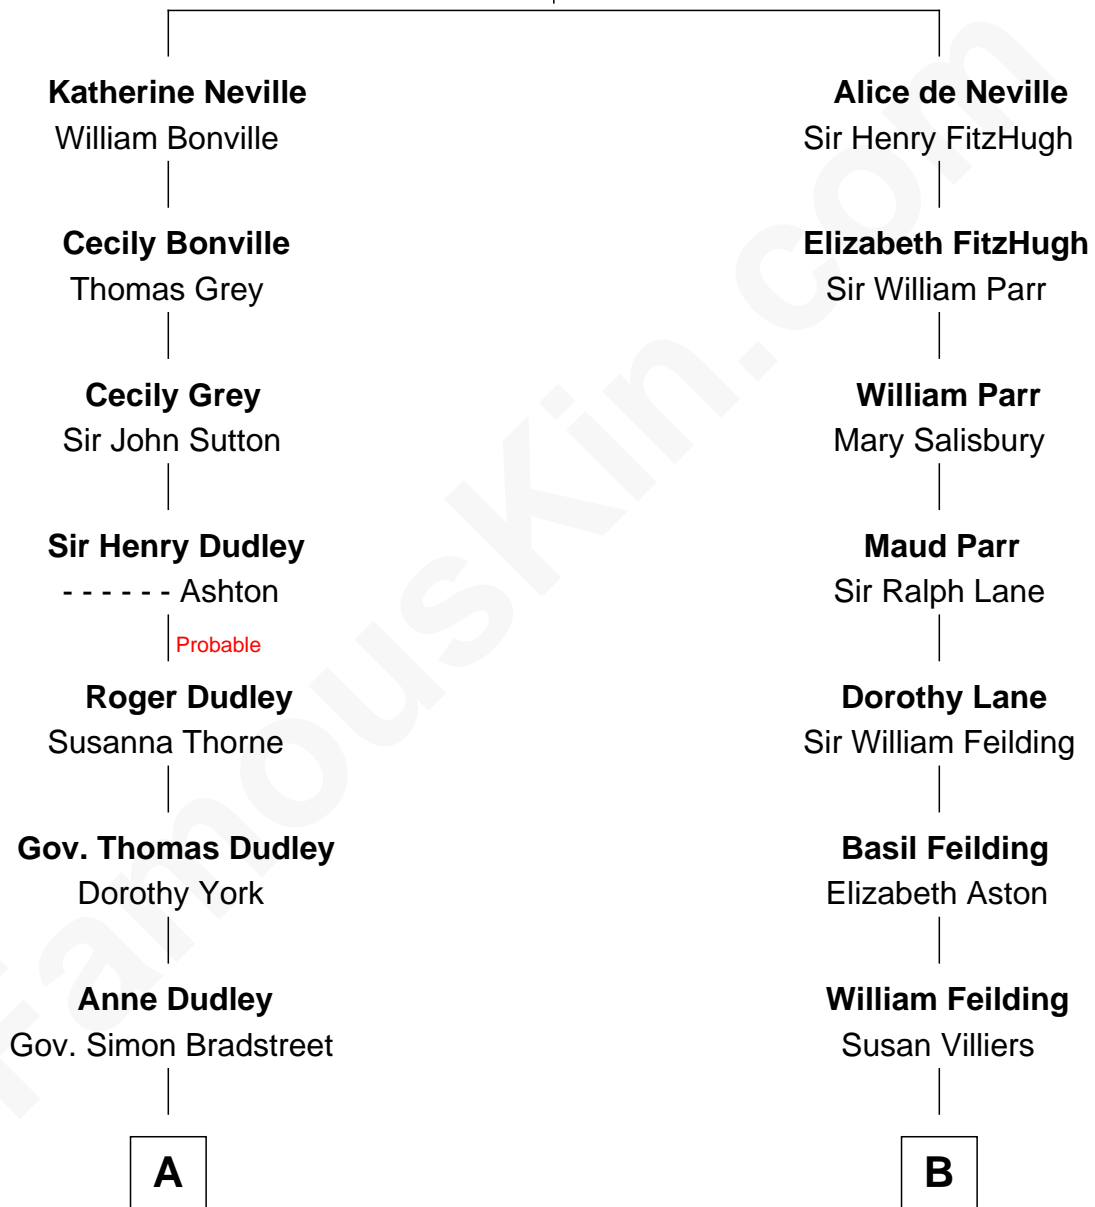 Katherine Neville
William Bonville
Cecily Bonville
Thomas Grey
Cecily Grey
Sir John Sutton
Sir Henry Dudley
- - - - - - Ashton
Probable
Roger Dudley
Susanna Thorne
Gov. Thomas Dudley
Dorothy York
Anne Dudley
Gov. Simon Bradstreet
A
Alice de Neville
Sir Henry FitzHugh
Elizabeth FitzHugh
Sir William Parr
William Parr
Mary Salisbury
Maud Parr
Sir Ralph Lane
Dorothy Lane
Sir William Feilding
Basil Feilding
Elizabeth Aston
William Feilding
Susan Villiers
B
FamousKin.com